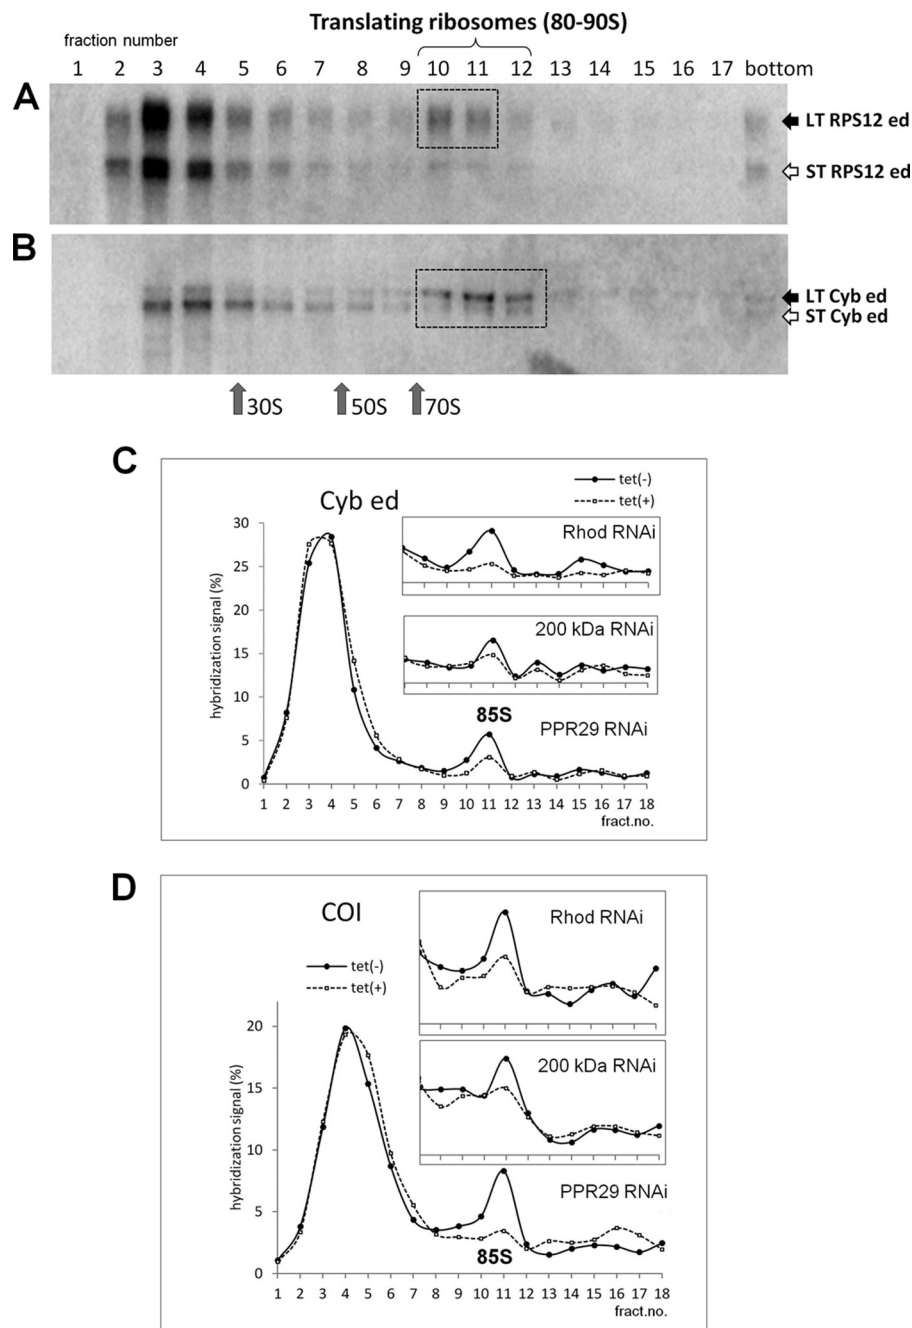 Translating ribosomes (80-90S)
fraction number
1 2 3 4 5 6 7 8 9 10 11 12 13 14 15 16 17 bottom
A
LT RPS12 ed
ST RPS12 ed
B
LT Cyb ed
ST Cyb ed
30S 50S 70S
C
Cyb ed
tet(-)
tet(+)
Rhod RNAi
200 kDa RNAi
85S
PPR29 RNAi
hybridization signal (%)
30
25
20
15
10
5
0
1 2 3 4 5 6 7 8 9 10 11 12 13 14 15 16 17 18
fract.no.
D
COI
tet(-)
tet(+)
Rhod RNAi
200 kDa RNAi
PPR29 RNAi
85S
hybridization signal (%)
20
15
10
5
0
1 2 3 4 5 6 7 8 9 10 11 12 13 14 15 16 17 18
fract.no.